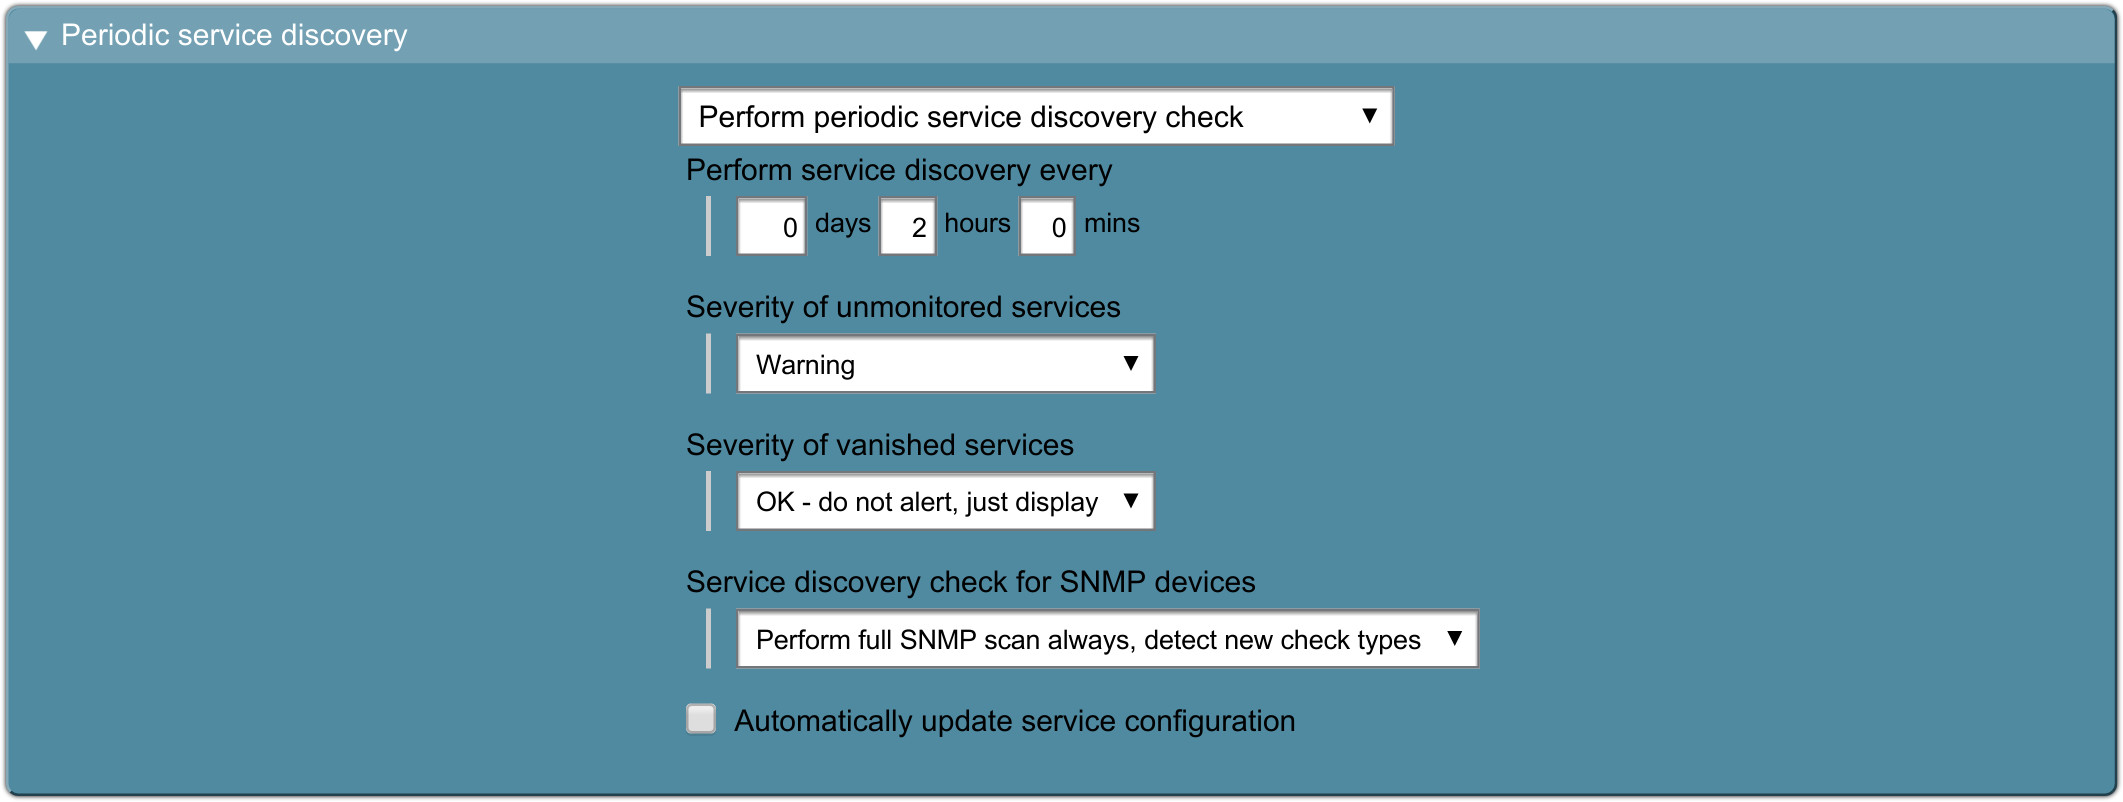 Periodic service discovery
Perform periodic service discovery check
Perform service discovery every
0 days 2 hours 0 mins
Severity of unmonitored services
Warning
Severity of vanished services
OK - do not alert, just display
Service discovery check for SNMP devices
Perform full SNMP scan always, detect new check types
Automatically update service configuration